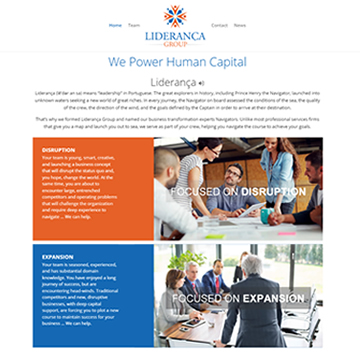 LIDERANÇA
GROUP
Home Team Contact News
We Power Human Capital
Liderança
Liderança (lē'der an sa) means "leadership" in Portuguese. The great explorers in history, including Prince Henry the Navigator, launched into
unknown waters seeking a new world of great riches. In every journey, the Navigator on board assessed the conditions of the sea, the quality
of the crew, the direction of the wind, and the goals defined by the Captain in order to arrive at their destination.
That's why we formed Liderança Group and named our business transformation experts Navigators. Unlike most professional services firms
that give you a map and launch you out to sea, we serve as part of your crew, helping you navigate the course to achieve your goals.
DISRUPTION
Your team is young, smart, creative,
and launching a business concept
that will disrupt the status quo and,
you hope, change the world. At the
same time, you are about to
encounter large, entrenched
competitors and operating problems
that will challenge the organization
and require deep experience to
navigate ... We can help.
FOCUSED ON DISRUPTION
EXPANSION
Your team is seasoned, experienced,
and has substantial domain
knowledge. You have enjoyed a long
journey of success, but are
encountering head-winds. Traditional
competitors and new, disruptive
businesses, with deep capital
support, are forcing you to plot a new
course to maintain success for your
business ... We can help.
FOCUSED ON EXPANSION